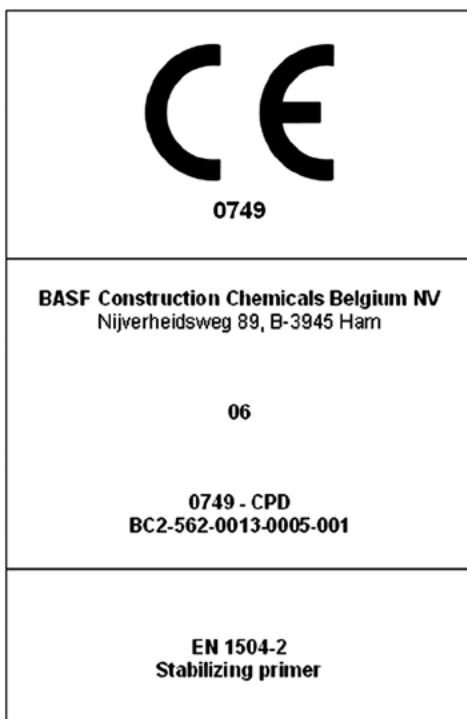 CE
0749
BASF Construction Chemicals Belgium NV
Nijverheidsweg 89, B-3945 Ham
06
0749 - CPD
BC2-562-0013-0005-001
EN 1504-2
Stabilizing primer